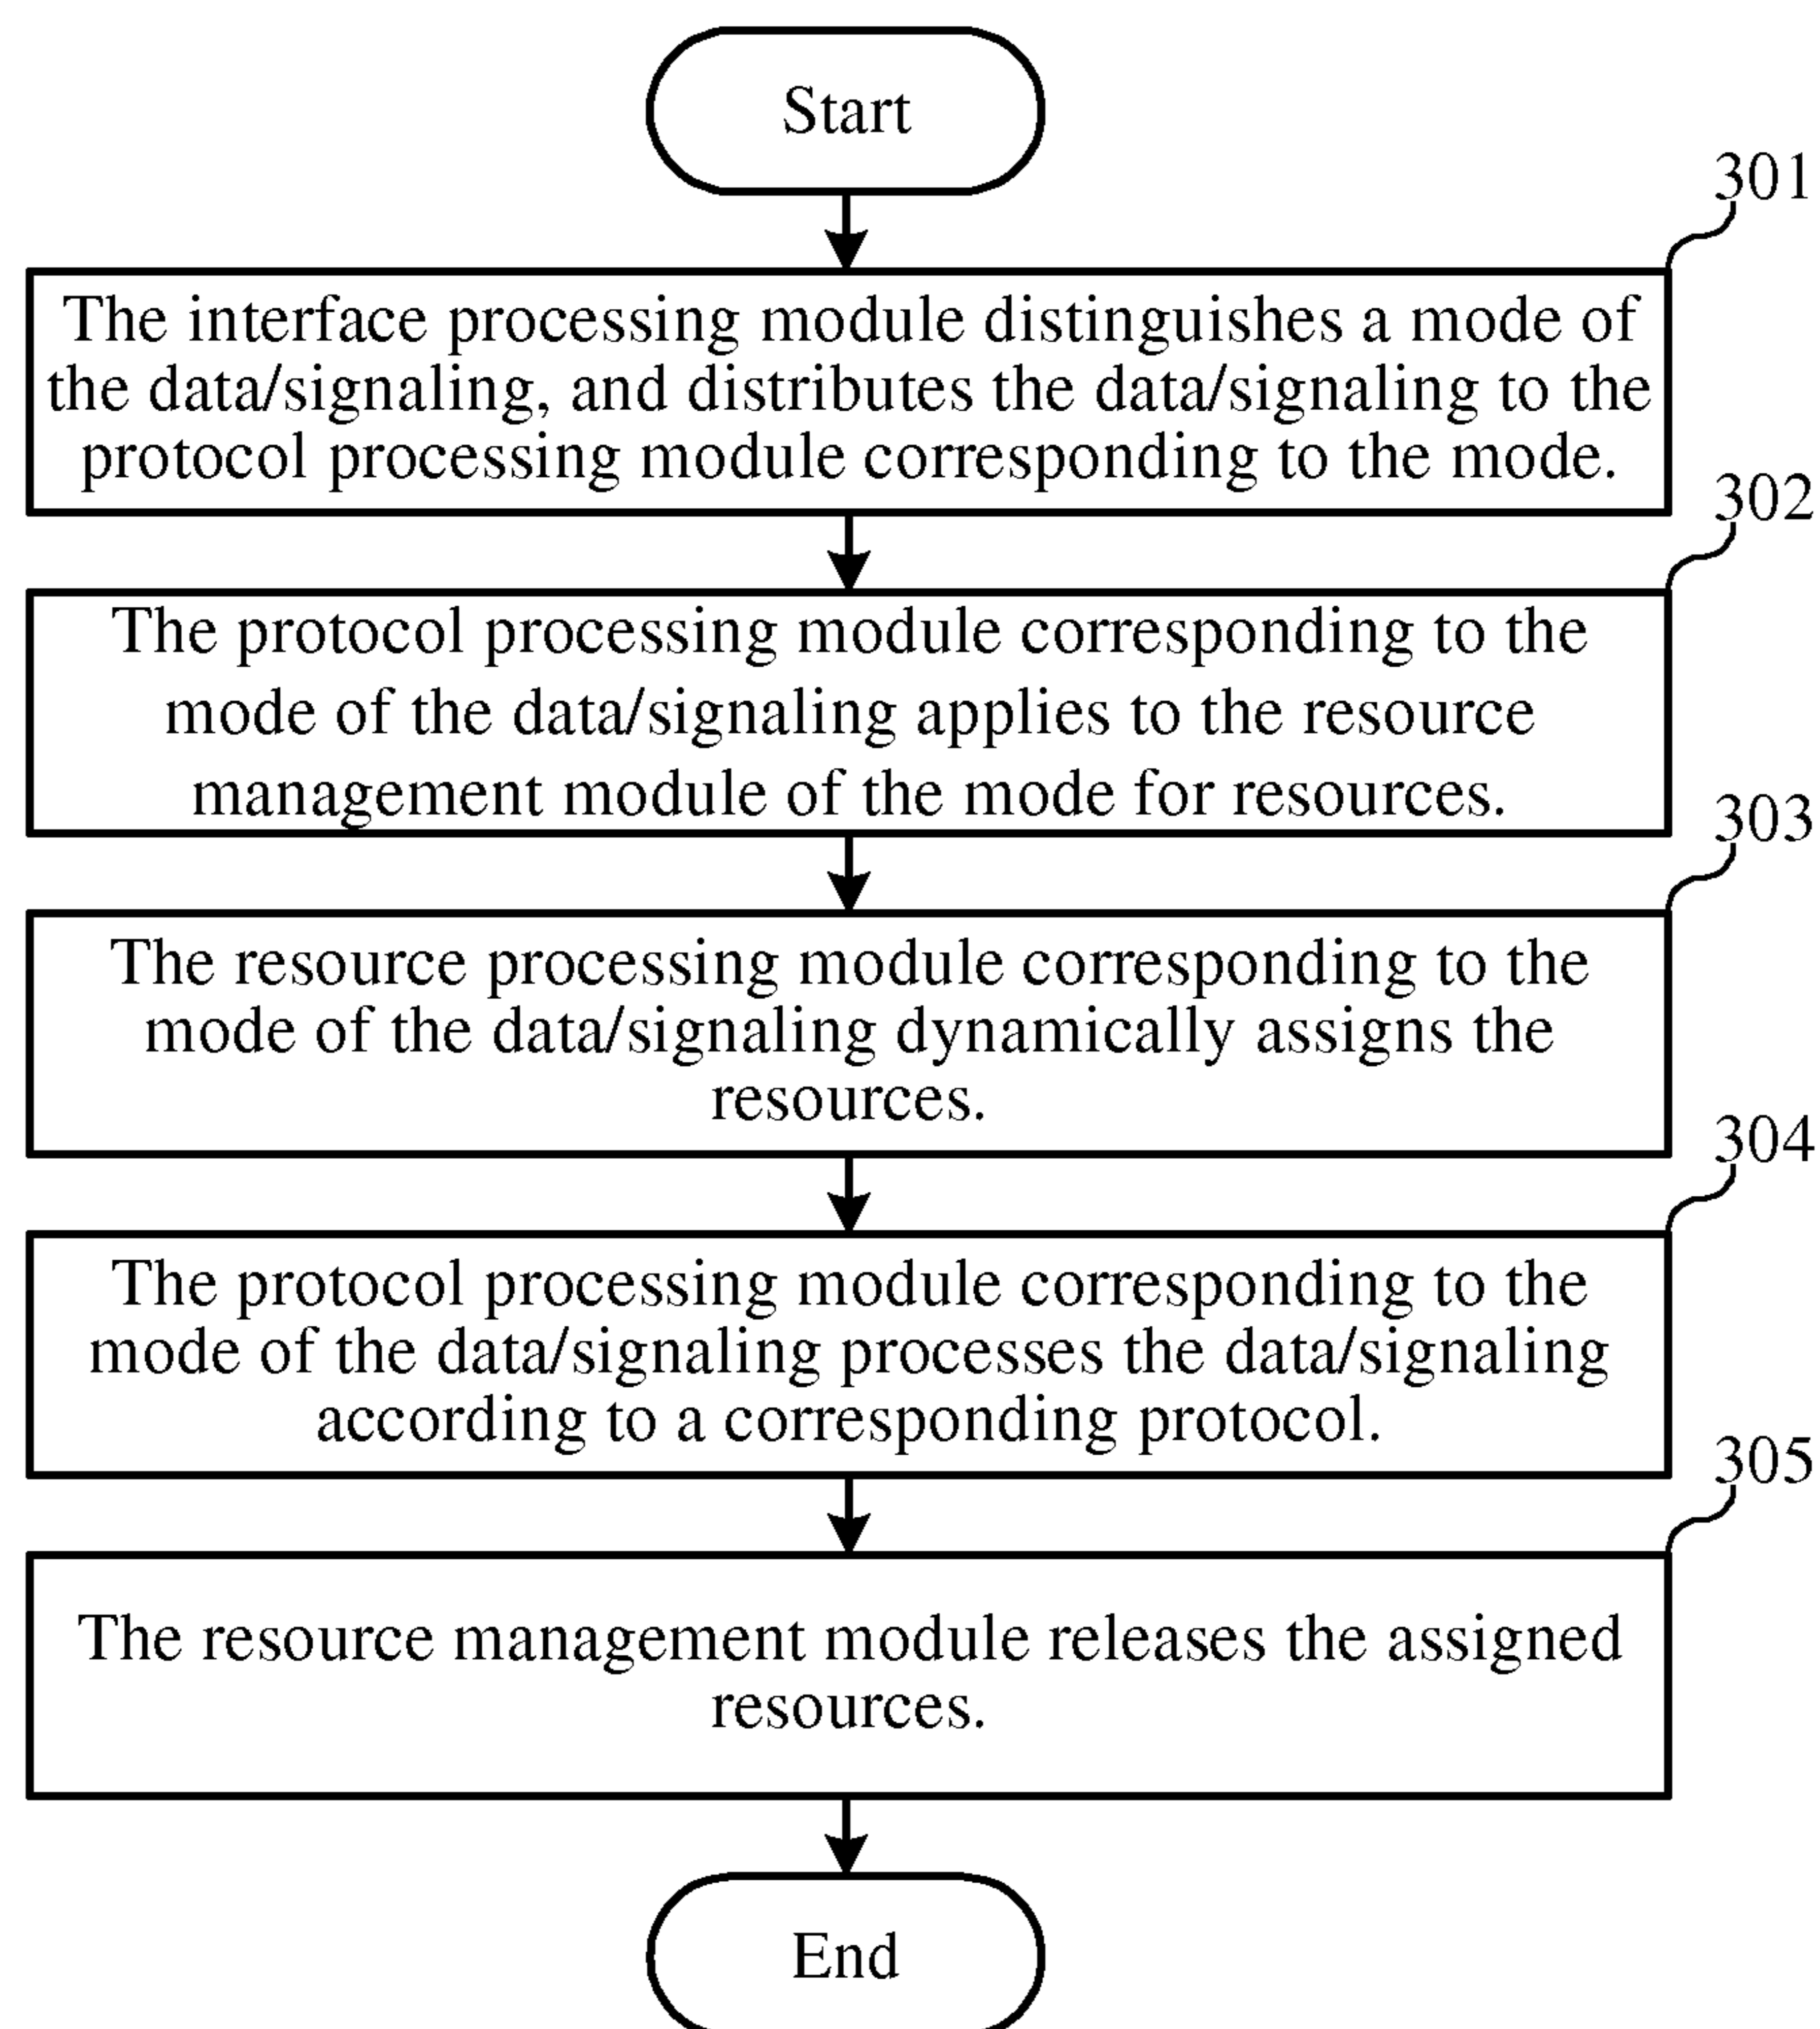 Start
301
The interface processing module distinguishes a mode of
the data/signaling, and distributes the data/signaling to the
protocol processing module corresponding to the mode.
302
The protocol processing module corresponding to the
mode of the data/signaling applies to the resource
management module of the mode for resources.
303
The resource processing module corresponding to the
mode of the data/signaling dynamically assigns the
resources.
304
The protocol processing module corresponding to the
mode of the data/signaling processes the data/signaling
according to a corresponding protocol.
305
The resource management module releases the assigned
resources.
End